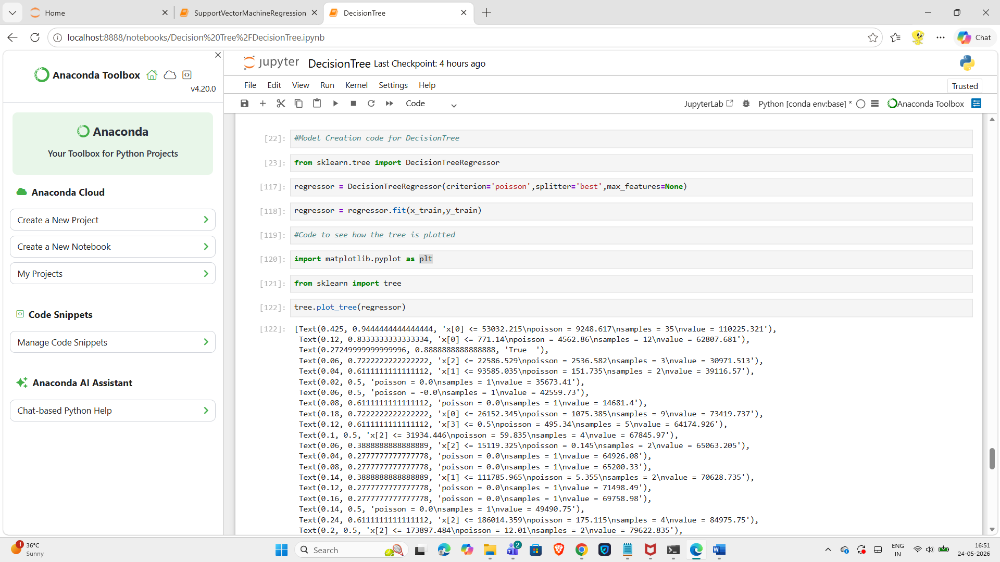 Home
SupportVectorMachineRegression
DecisionTree
localhost:8888/notebooks/Decision%20Tree%2FDecisionTree.ipynb
Chat
Anaconda Toolbox
v4.20.0
Anaconda
Your Toolbox for Python Projects
Anaconda Cloud
Create a New Project
Create a New Notebook
My Projects
Code Snippets
Manage Code Snippets
Anaconda AI Assistant
Chat-based Python Help
jupyter DecisionTree Last Checkpoint: 4 hours ago
File Edit View Run Kernel Settings Help
Trusted
Code
JupyterLab Python [conda env:base] * Anaconda Toolbox
[22]: #Model Creation code for DecisionTree
[23]: from sklearn.tree import DecisionTreeRegressor
[117]: regressor = DecisionTreeRegressor(criterion='poisson',splitter='best',max_features=None)
[118]: regressor = regressor.fit(x_train,y_train)
[119]: #Code to see how the tree is plotted
[120]: import matplotlib.pyplot as plt
[121]: from sklearn import tree
[122]: tree.plot_tree(regressor)
[122]: [Text(0.425, 0.9444444444444444, 'x[0] <= 53032.215\npoisson = 9248.617\nsamples = 35\nvalue = 110225.321'),
Text(0.12, 0.8333333333333334, 'x[0] <= 771.14\npoisson = 4562.86\nsamples = 12\nvalue = 62807.681'),
Text(0.27249999999999996, 0.8888888888888888, 'True  '),
Text(0.06, 0.7222222222222222, 'x[2] <= 22586.529\npoisson = 2536.582\nsamples = 3\nvalue = 30971.513'),
Text(0.04, 0.6111111111111112, 'x[1] <= 93585.035\npoisson = 151.735\nsamples = 2\nvalue = 39116.57'),
Text(0.02, 0.5, 'poisson = 0.0\nsamples = 1\nvalue = 35673.41'),
Text(0.06, 0.5, 'poisson = -0.0\nsamples = 1\nvalue = 42559.73'),
Text(0.08, 0.6111111111111112, 'poisson = 0.0\nsamples = 1\nvalue = 14681.4'),
Text(0.18, 0.7222222222222222, 'x[0] <= 26152.345\npoisson = 1075.385\nsamples = 9\nvalue = 73419.737'),
Text(0.12, 0.6111111111111112, 'x[3] <= 0.5\npoisson = 495.34\nsamples = 5\nvalue = 64174.926'),
Text(0.1, 0.5, 'x[2] <= 31934.446\npoisson = 59.835\nsamples = 4\nvalue = 67845.97'),
Text(0.06, 0.3888888888888889, 'x[2] <= 15119.325\npoisson = 0.145\nsamples = 2\nvalue = 65063.205'),
Text(0.04, 0.2777777777777778, 'poisson = 0.0\nsamples = 1\nvalue = 64926.08'),
Text(0.08, 0.2777777777777778, 'poisson = 0.0\nsamples = 1\nvalue = 65200.33'),
Text(0.14, 0.3888888888888889, 'x[1] <= 111785.965\npoisson = 5.355\nsamples = 2\nvalue = 70628.735'),
Text(0.12, 0.2777777777777778, 'poisson = 0.0\nsamples = 1\nvalue = 71498.49'),
Text(0.16, 0.2777777777777778, 'poisson = 0.0\nsamples = 1\nvalue = 69758.98'),
Text(0.14, 0.5, 'poisson = 0.0\nsamples = 1\nvalue = 49490.75'),
Text(0.24, 0.6111111111111112, 'x[2] <= 186014.359\npoisson = 175.115\nsamples = 4\nvalue = 84975.75'),
Text(0.2, 0.5, 'x[2] <= 173897.484\npoisson = 12.01\nsamples = 2\nvalue = 79622.835'),
1
36°C
Sunny
Search
2
ENG
IN
16:51
24-05-2026